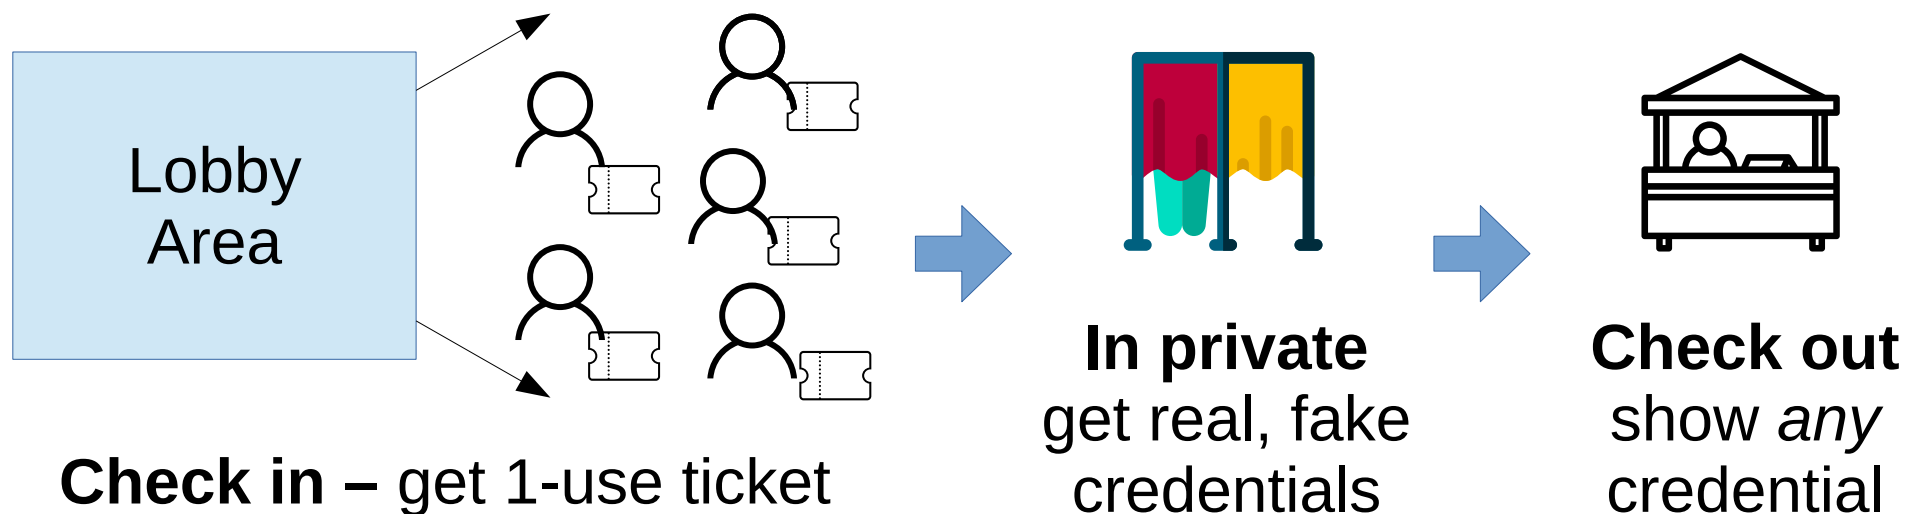 Lobby
Area
Check in – get 1-use ticket
In private
get real, fake
credentials
Check out
show any
credential